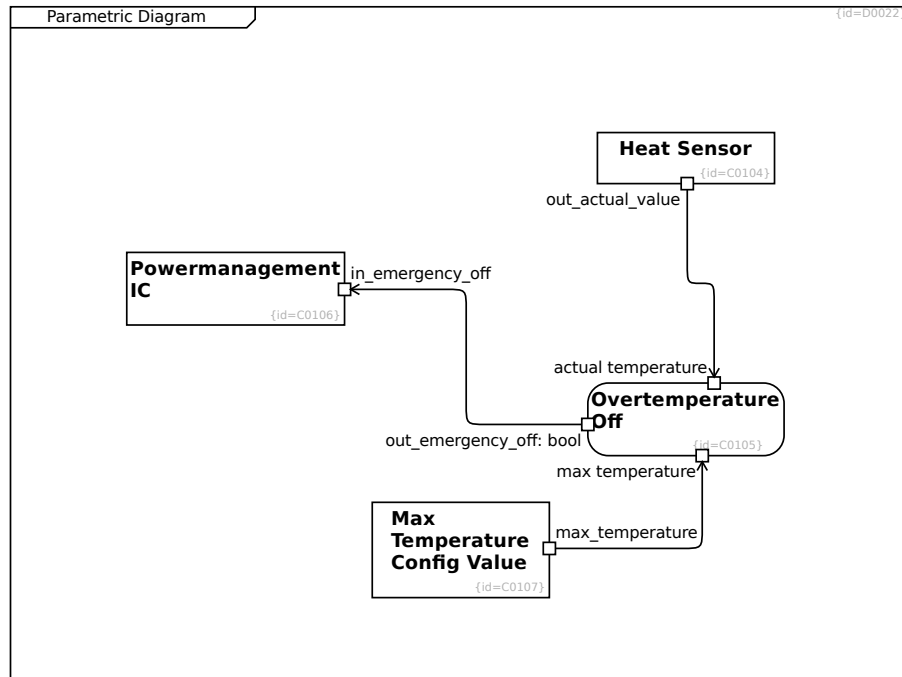 Parametric Diagram
{id=D0022}
Heat Sensor
{id=C0104}
out_actual_value
Powermanagement
IC
{id=C0106}
in_emergency_off
actual temperature
Overtemperature
Off
{id=C0105}
out_emergency_off: bool
max temperature
Max
Temperature
Config Value
{id=C0107}
max_temperature